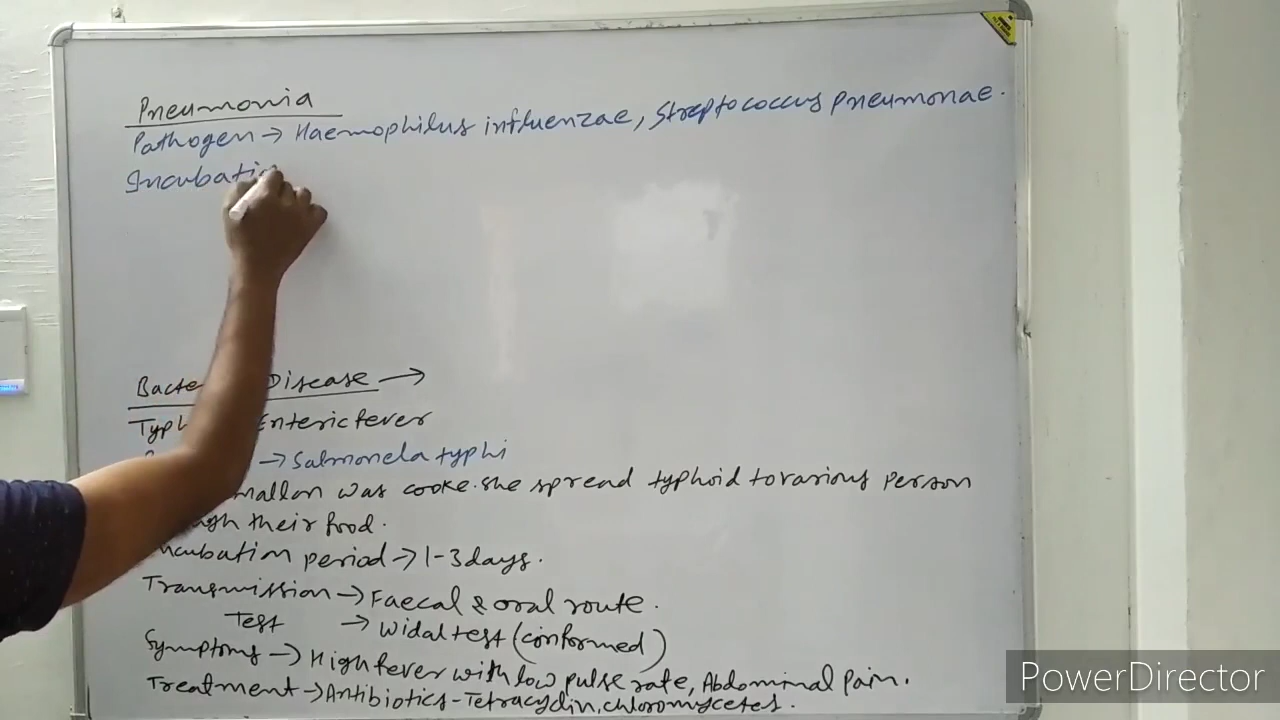 Pneumonia
Pathogen → Haemophilus influenzae, Streptococcus pneumonae.
Incubati
Bacte Disease →
Typh Enteric fever
→ Salmonela typhi
mallon was cooke. she spread typhoid to various person
their food.
ncubation period → 1-3 days.
Transmission → Faecal & oral route.
Test → Widal test (conformed)
Symptoms → High fever with low pulse rate, Abdominal pain.
Treatment → Antibiotics - Tetracyclin, chloromycetes.
PowerDirector